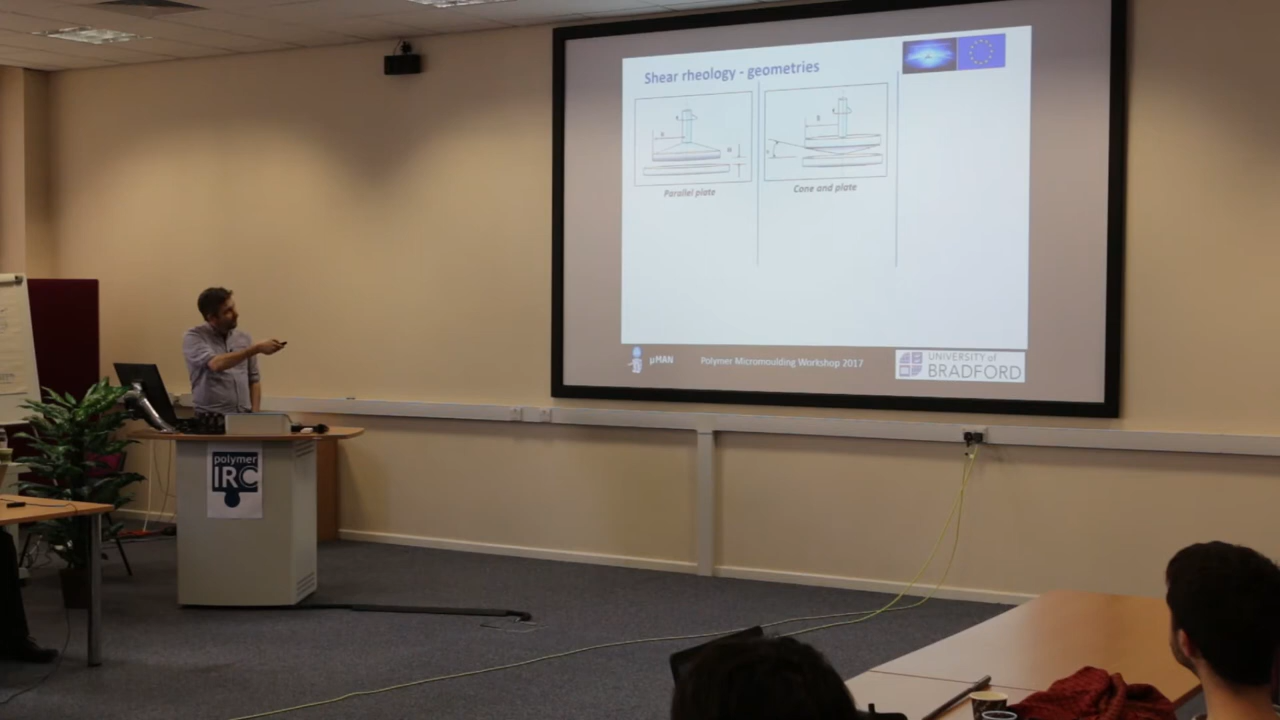 Shear rheology - geometries
Parallel plate
Cone and plate
μMAN
Polymer Micromoulding Workshop 2017
UNIVERSITY of
BRADFORD
polymer
IRC